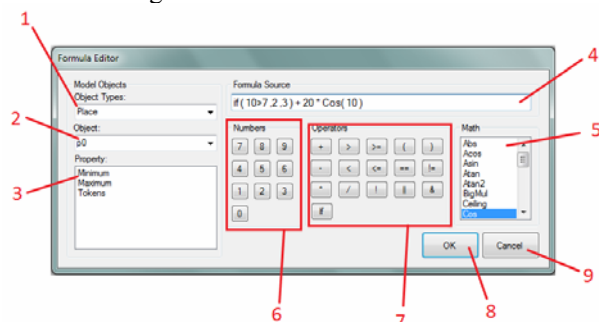 1
Formula Editor
4
Model Objects
Formula Source
Object Types:
Place
if ( 10>7 ,2 ,3 ) + 20 * Cos( 10 )
2
Object:
Numbers
Operators
Math
5
p0
7 8 9
+ > >= ( )
Abs
Acos
Asin
Atan
Atan2
BigMul
Ceiling
Cos
Property:
Minimum
Maximum
Tokens
3
4 5 6
- < <= == !=
1 2 3
/ ! || &
0
if
OK
Cancel
6
7
8
9